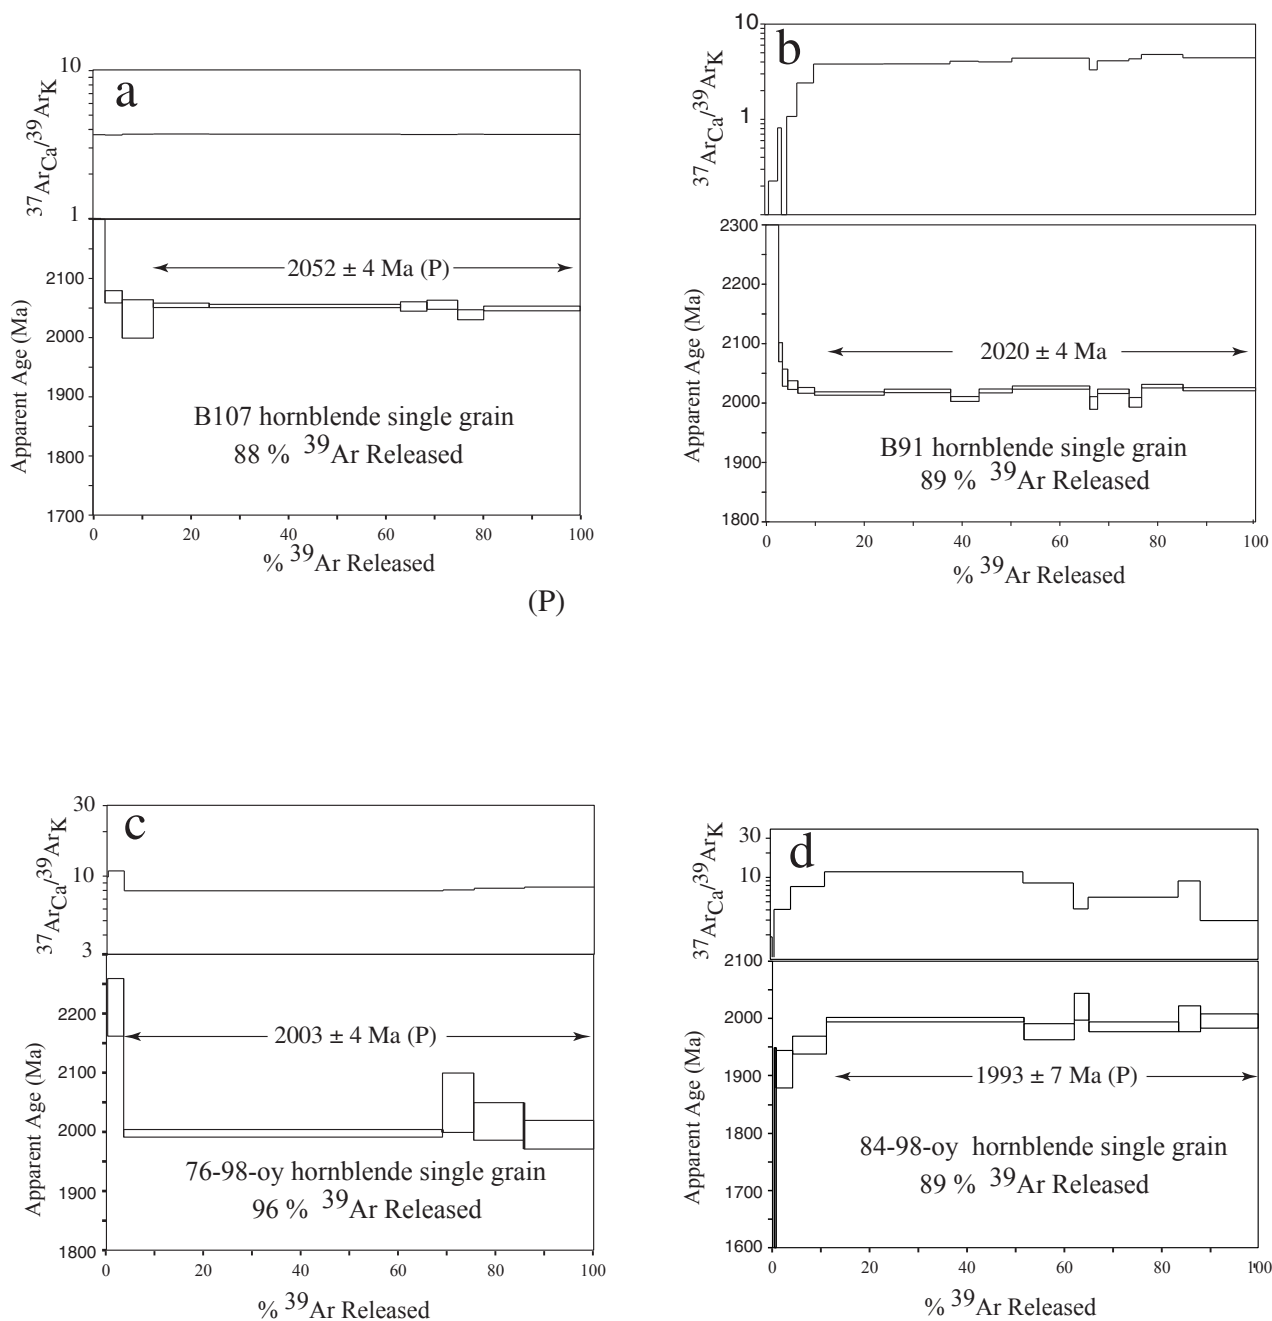 a
10
1
³⁷ArCa/³⁹ArK
2100
2000
1900
1800
1700
Apparent Age (Ma)
2052 ± 4 Ma (P)
B107 hornblende single grain
88 % ³⁹Ar Released
0 20 40 60 80 100
% ³⁹Ar Released
(P)
b
10
1
³⁷ArCa/³⁹ArK
2300
2200
2100
2000
1900
1800
Apparent Age (Ma)
2020 ± 4 Ma
B91 hornblende single grain
89 % ³⁹Ar Released
0 20 40 60 80 100
% ³⁹Ar Released
c
30
10
3
³⁷ArCa/³⁹ArK
2200
2100
2000
1900
1800
Apparent Age (Ma)
2003 ± 4 Ma (P)
76-98-oy hornblende single grain
96 % ³⁹Ar Released
0 20 40 60 80 100
% ³⁹Ar Released
d
30
10
³⁷ArCa/³⁹ArK
2100
2000
1900
1800
1700
1600
Apparent Age (Ma)
1993 ± 7 Ma (P)
84-98-oy hornblende single grain
89 % ³⁹Ar Released
0 20 40 60 80 100
% ³⁹Ar Released